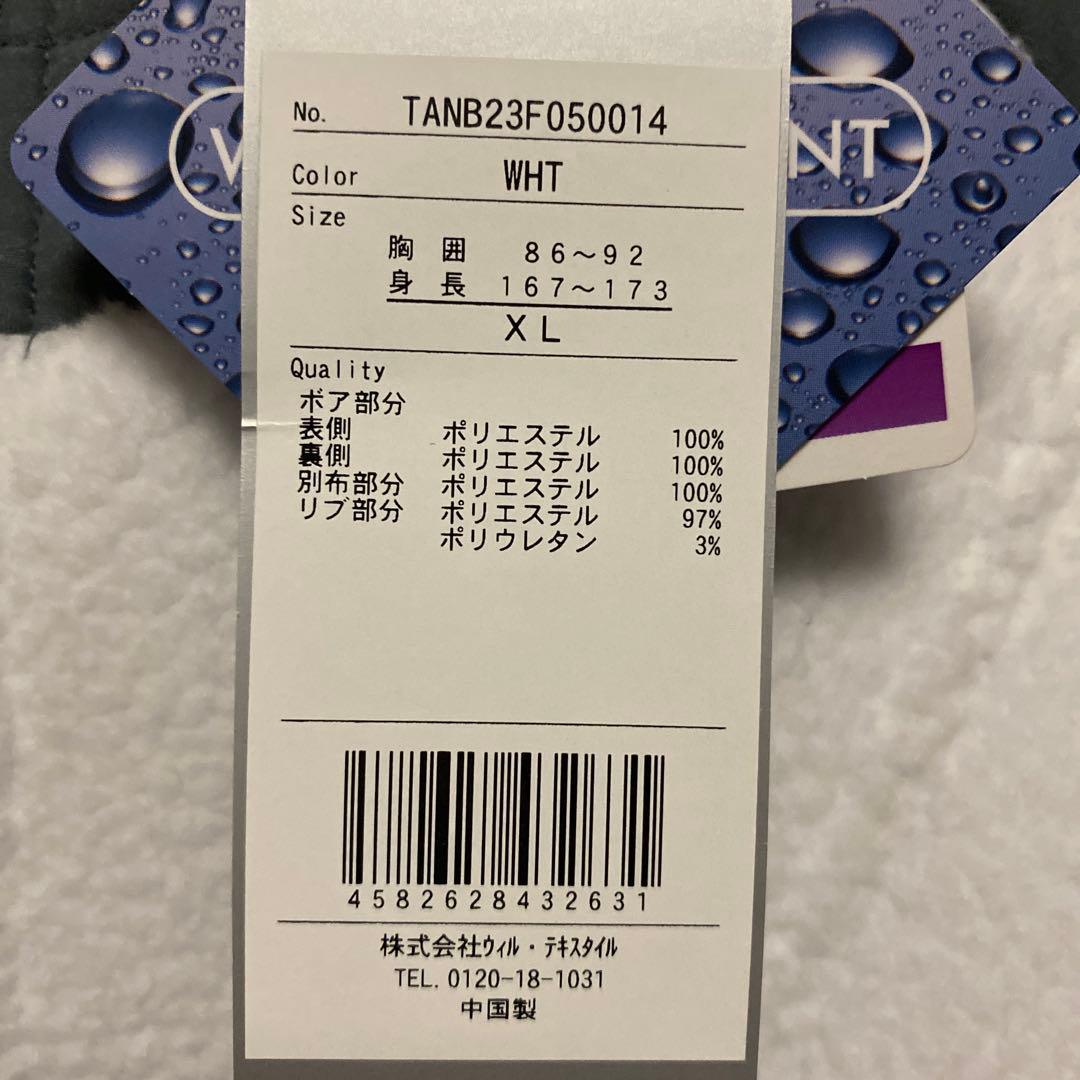 No. TANB23F050014
Color WHT
Size
胸囲 86～92
身長 167～173
XL
Quality
ボア部分
表側 ポリエステル 100%
裏側 ポリエステル 100%
別布部分 ポリエステル 100%
リブ部分 ポリエステル 97%
ポリウレタン 3%
4582628432631
株式会社ｳｨﾙ・ﾃｷｽﾀｲﾙ
TEL. 0120-18-1031
中国製